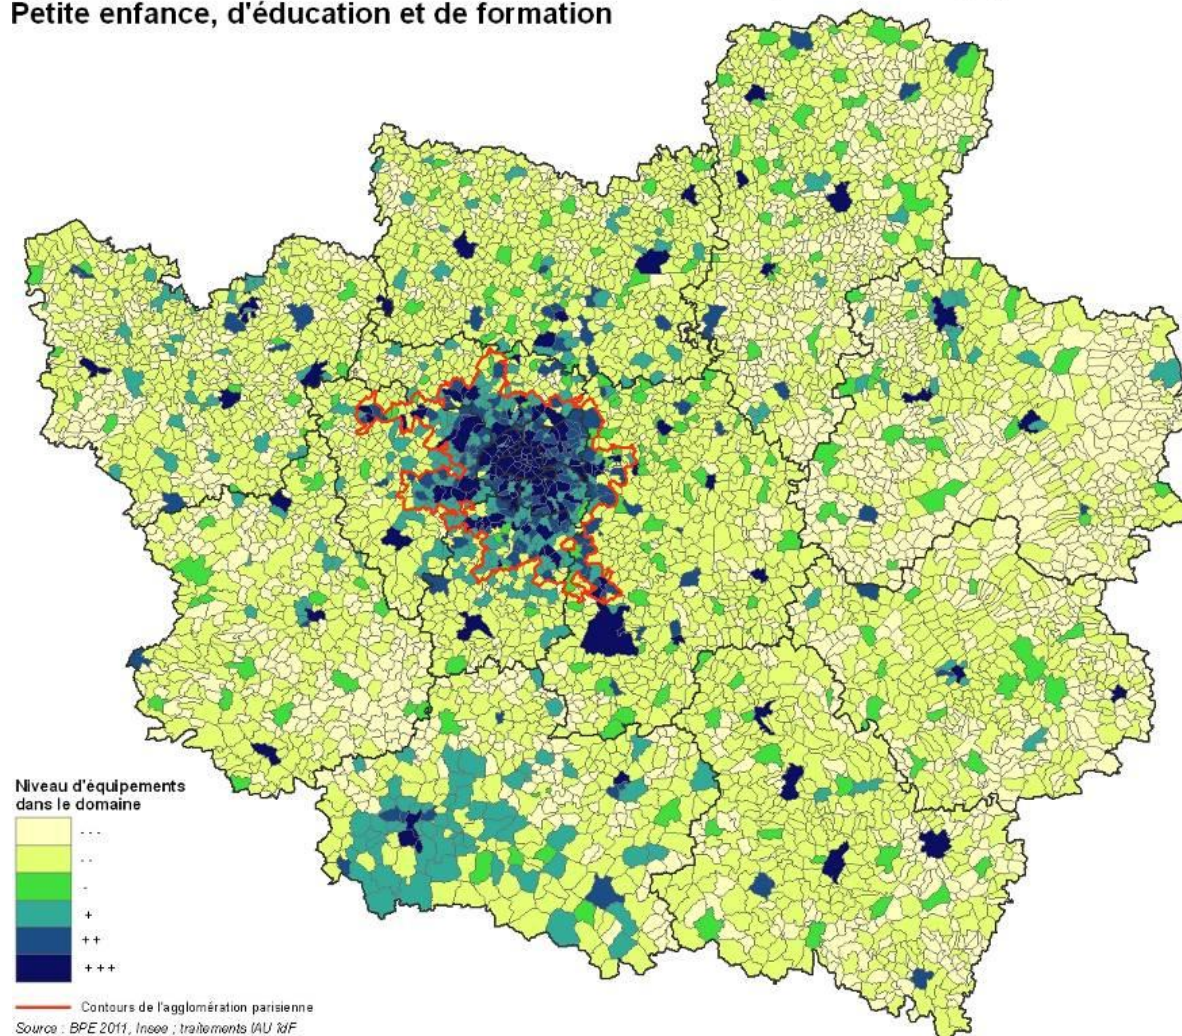 Petite enfance, d'éducation et de formation
Niveau d'équipements
dans le domaine
- - -
- -
-
+
+ +
+ + +
Contours de l'agglomération parisienne
Source : BPE 2011, Insee ; traitements IAU îdF